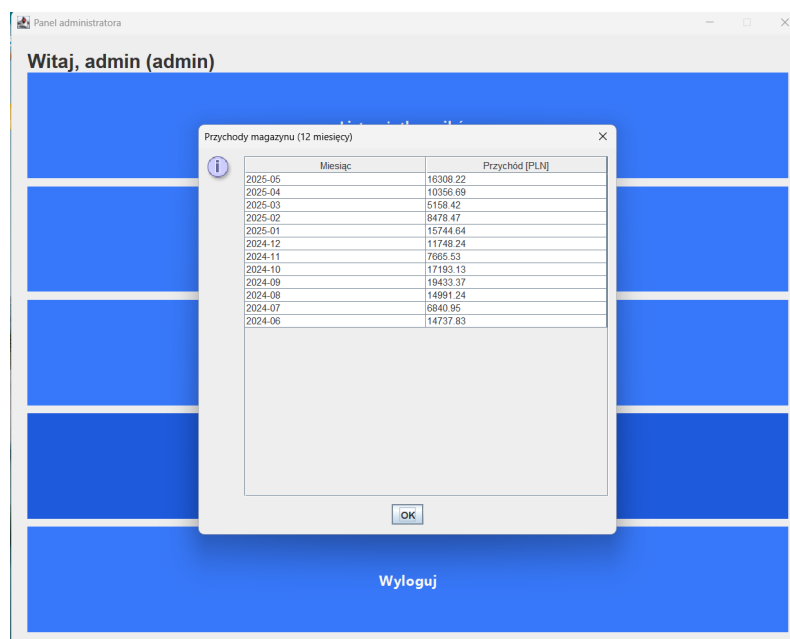 Panel administratora
Witaj, admin (admin)
Przychody magazynu (12 miesięcy)
Miesiąc Przychód [PLN]
2025-05 16308.22
2025-04 10356.69
2025-03 5158.42
2025-02 8478.47
2025-01 15744.64
2024-12 11748.24
2024-11 7665.53
2024-10 17193.13
2024-09 19433.37
2024-08 14991.24
2024-07 6840.95
2024-06 14737.83
OK
Wyloguj